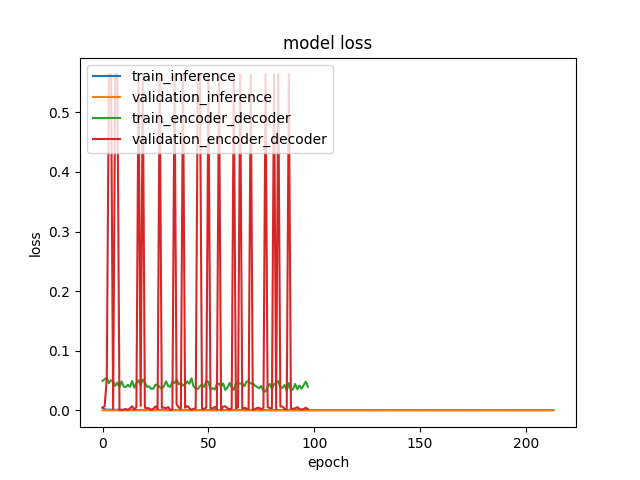 model loss
train_inference
validation_inference
train_encoder_decoder
validation_encoder_decoder
0.5
0.4
0.3
0.2
0.1
0.0
loss
0 50 100 150 200
epoch